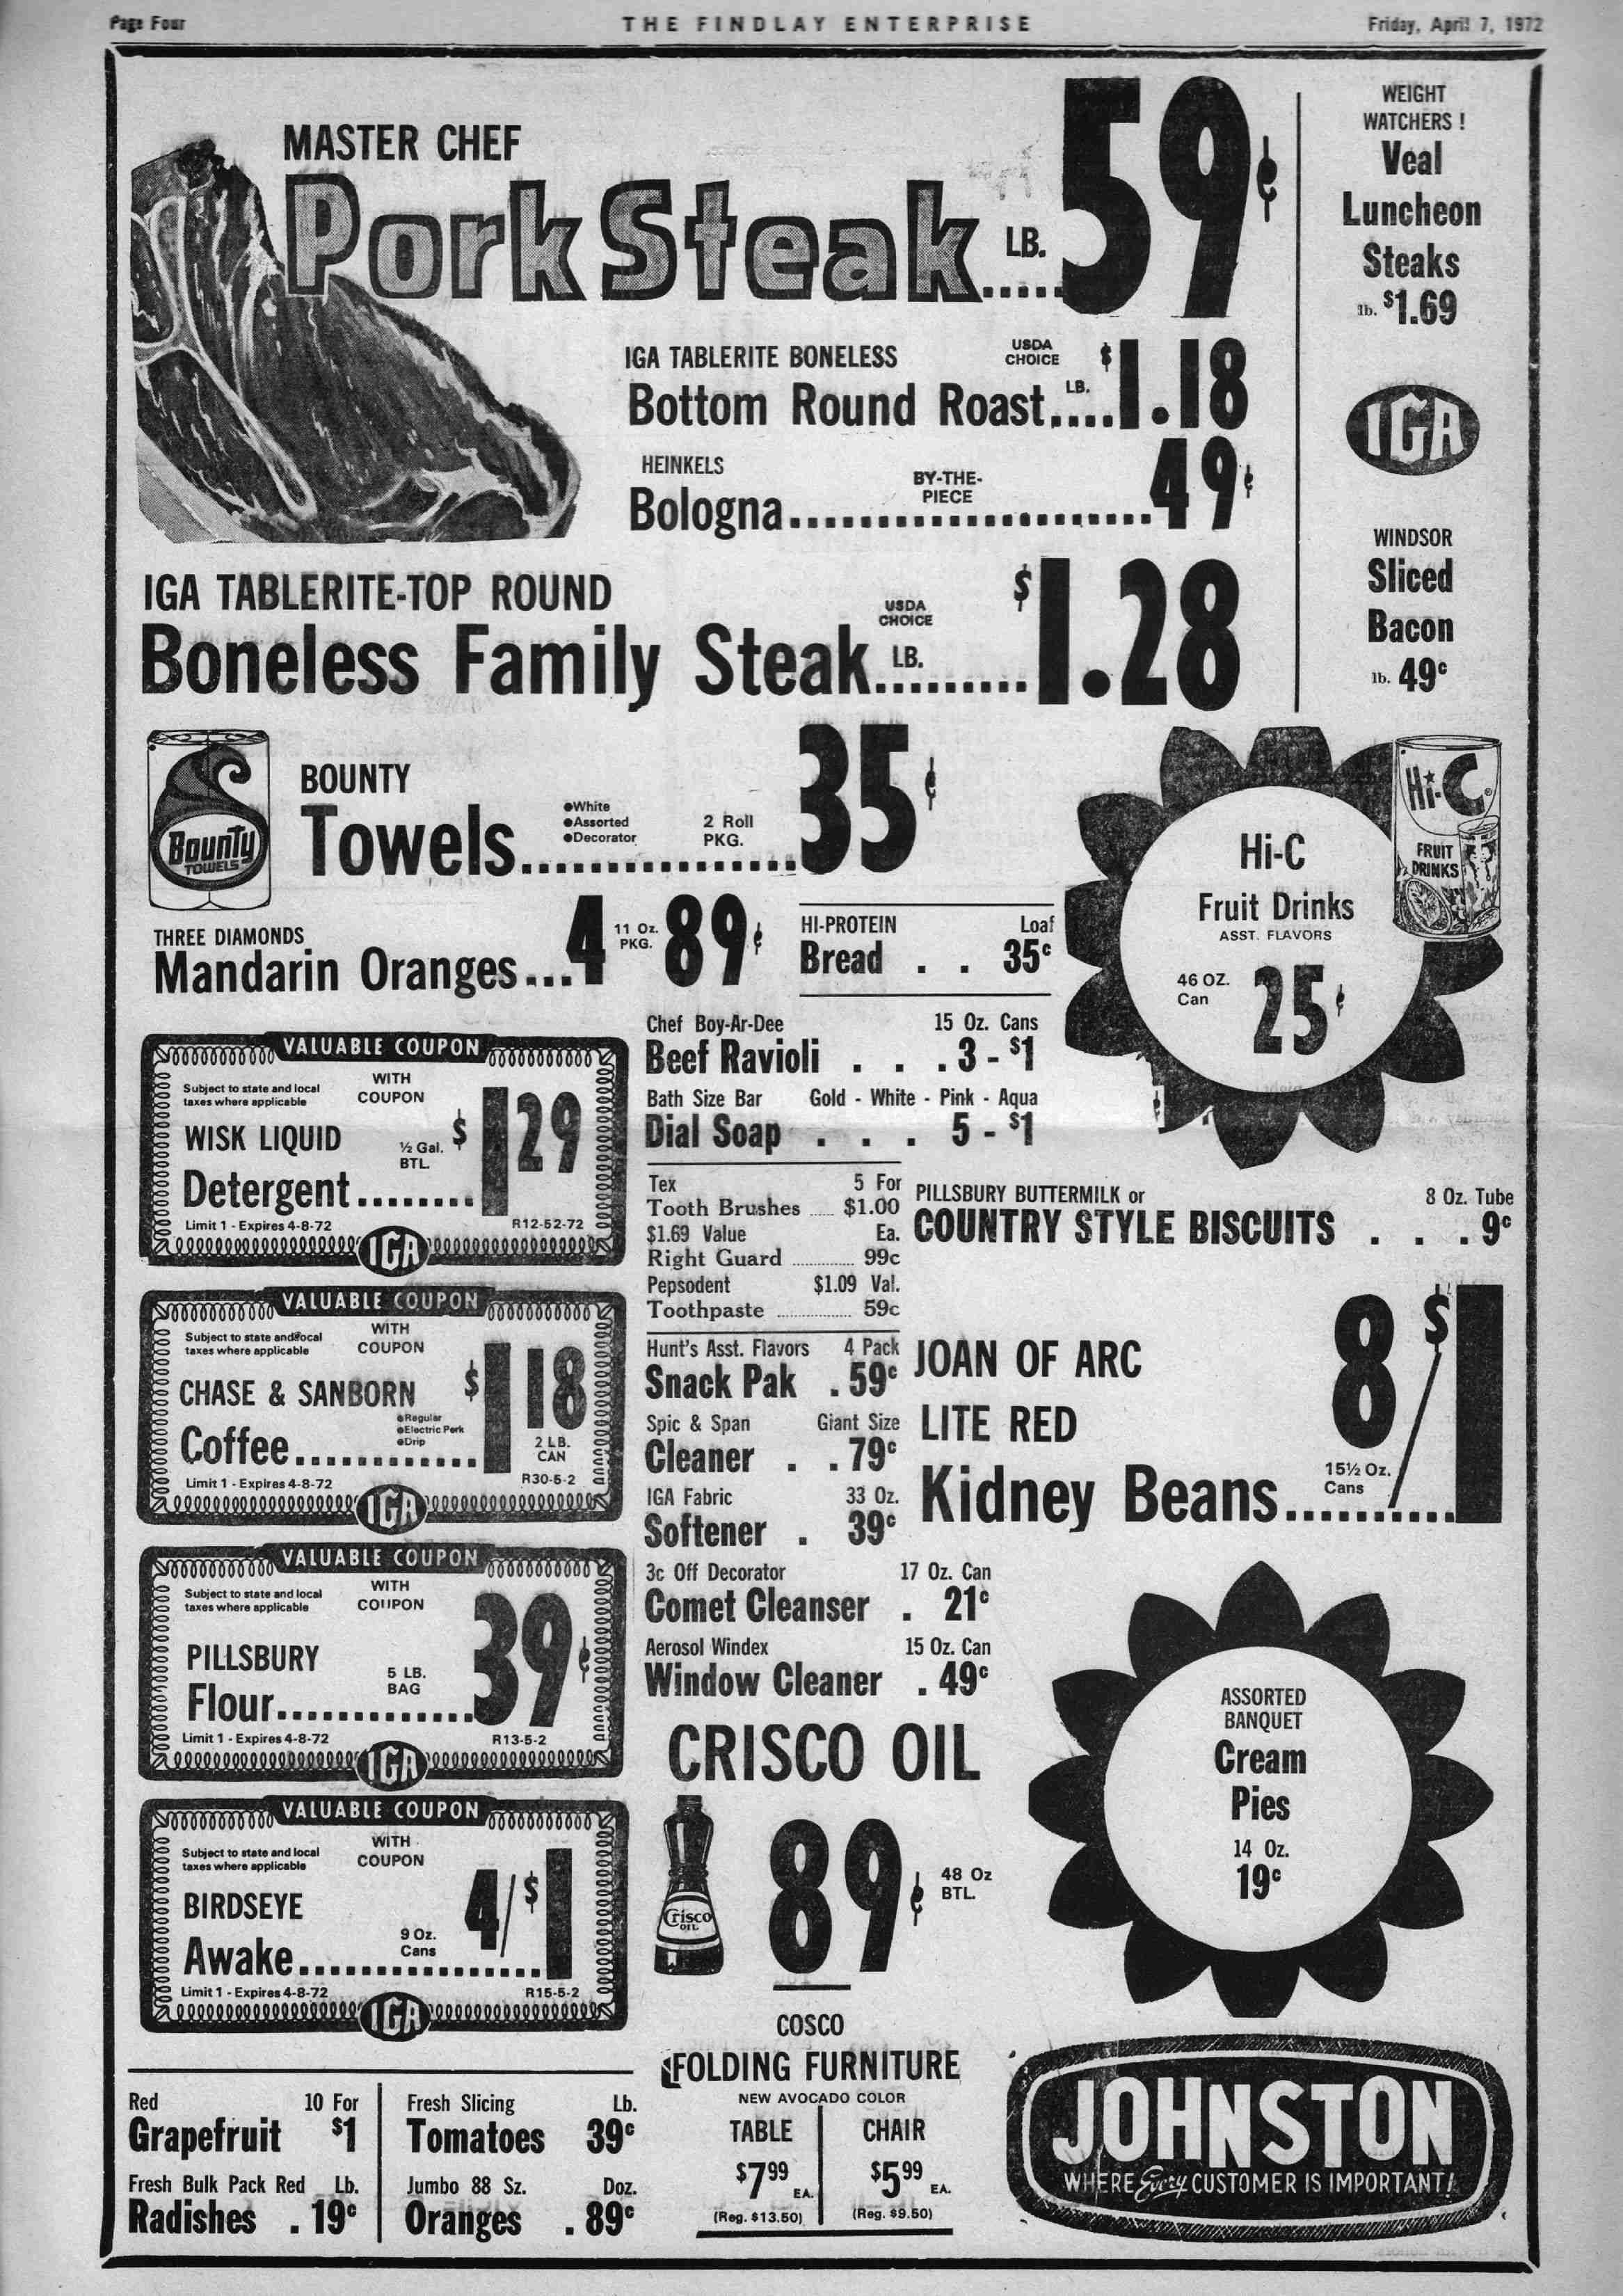 Page Four
THE FINDLAY ENTERPRISE
Friday, April 7, 1972
MASTER CHEF
Pork Steak..... LB. 59¢
IGA TABLERITE BONELESS
USDA CHOICE
Bottom Round Roast.... LB. $1.18
HEINKELS
BY-THE-PIECE
Bologna 49¢
IGA TABLERITE-TOP ROUND
USDA CHOICE
Boneless Family Steak LB. $1.28
WEIGHT
WATCHERS !
Veal
Luncheon
Steaks
lb. $1.69
IGA
WINDSOR
Sliced
Bacon
lb. 49¢
Bounty
TOWELS
BOUNTY
Towels
●White
●Assorted
●Decorator
2 Roll
PKG.
35¢
THREE DIAMONDS
Mandarin Oranges...4 11 Oz. PKG. 89¢
HI-PROTEIN Loaf
Bread . . 35¢
Hi-C
FRUIT
DRINKS
Hi-C
Fruit Drinks
ASST. FLAVORS
46 OZ.
Can
25¢
VALUABLE COUPON
Subject to state and local
taxes where applicable
WITH
COUPON
WISK LIQUID
½ Gal.
BTL.
$129
Detergent
Limit 1 - Expires 4-8-72
R12-52-72
IGA
VALUABLE COUPON
Subject to state and local
taxes where applicable
WITH
COUPON
CHASE & SANBORN
$118
●Regular
●Electric Perk
●Drip
Coffee
2 LB.
CAN
Limit 1 - Expires 4-8-72
R30-5-2
IGA
VALUABLE COUPON
Subject to state and local
taxes where applicable
WITH
COUPON
PILLSBURY
5 LB.
BAG
Flour
39¢
Limit 1 - Expires 4-8-72
R13-5-2
IGA
VALUABLE COUPON
Subject to state and local
taxes where applicable
WITH
COUPON
BIRDSEYE
9 Oz.
Cans
Awake
4/$1
Limit 1 - Expires 4-8-72
R15-5-2
IGA
Chef Boy-Ar-Dee 15 Oz. Cans
Beef Ravioli . . . 3 - $1
Bath Size Bar Gold - White - Pink - Aqua
Dial Soap . . . 5 - $1
Tex 5 For
Tooth Brushes ..... $1.00
$1.69 Value Ea.
Right Guard 99c
Pepsodent $1.09 Val.
Toothpaste 59c
Hunt's Asst. Flavors 4 Pack
Snack Pak . 59¢
Spic & Span Giant Size
Cleaner . . 79¢
IGA Fabric 33 Oz.
Softener . 39¢
3c Off Decorator 17 Oz. Can
Comet Cleanser . 21¢
Aerosol Windex 15 Oz. Can
Window Cleaner . 49¢
PILLSBURY BUTTERMILK or 8 Oz. Tube
COUNTRY STYLE BISCUITS . . . 9¢
JOAN OF ARC
LITE RED
Kidney Beans
15½ Oz.
Cans
8/$1
CRISCO OIL
Crisco
OIL
89¢
48 Oz
BTL.
ASSORTED
BANQUET
Cream
Pies
14 Oz.
19¢
COSCO
FOLDING FURNITURE
NEW AVOCADO COLOR
TABLE
$7.99 EA.
(Reg. $13.50)
CHAIR
$5.99 EA.
(Reg. $9.50)
Red 10 For
Grapefruit $1
Fresh Bulk Pack Red Lb.
Radishes . 19¢
Fresh Slicing Lb.
Tomatoes 39¢
Jumbo 88 Sz. Doz.
Oranges . 89¢
JOHNSTON
WHERE Every CUSTOMER IS IMPORTANT!